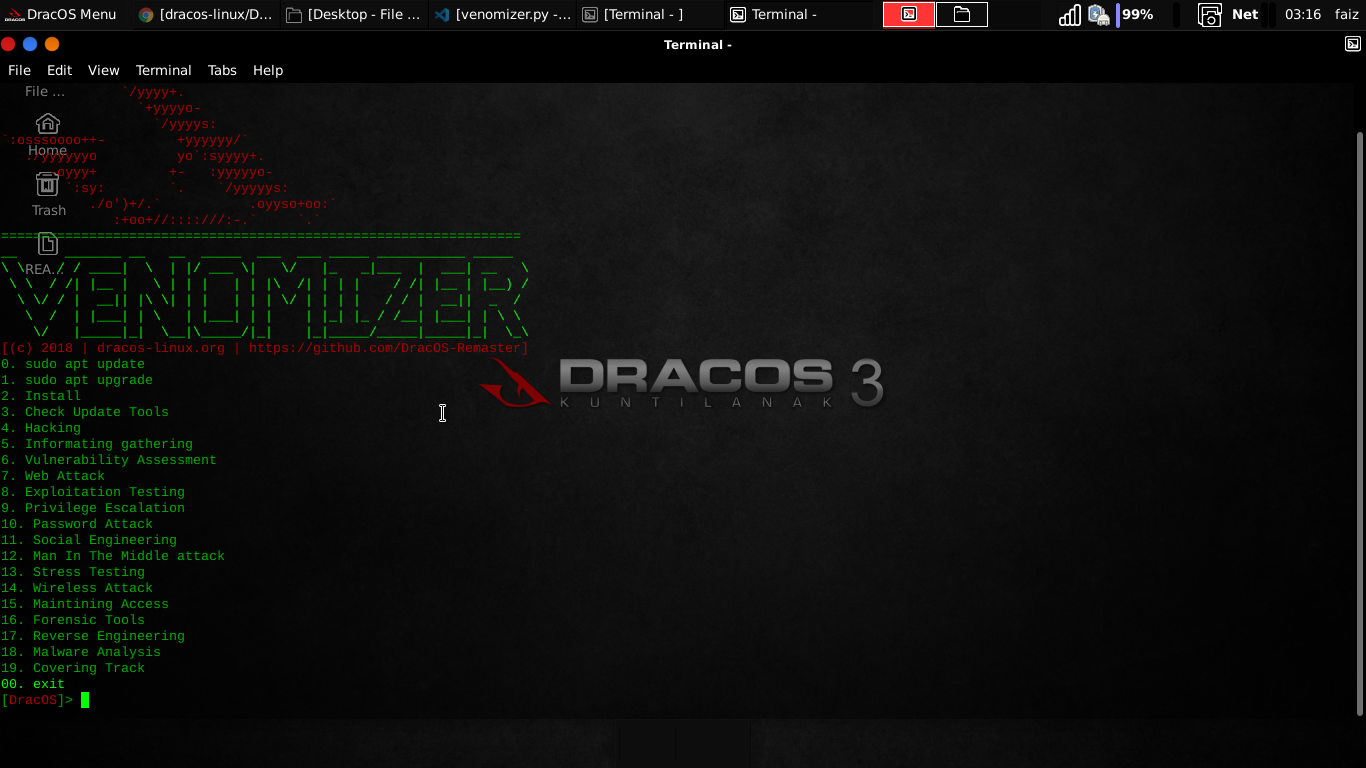 DracOS Menu
[dracos-linux/D...
[Desktop - File ...
[venomizer.py -...
[Terminal - ]
Terminal -
99%
Net
03:16
faiz
Terminal -
File Edit View Terminal Tabs Help
File ...
Home
Trash
REA...
VENOMIZER
[(c) 2018 | dracos-linux.org | https://github.com/DracOS-Remaster]
0. sudo apt update
1. sudo apt upgrade
2. Install
3. Check Update Tools
4. Hacking
5. Informating gathering
6. Vulnerability Assessment
7. Web Attack
8. Exploitation Testing
9. Privilege Escalation
10. Password Attack
11. Social Engineering
12. Man In The Middle attack
13. Stress Testing
14. Wireless Attack
15. Maintining Access
16. Forensic Tools
17. Reverse Engineering
18. Malware Analysis
19. Covering Track
00. exit
[DracOS]>
DRACOS 3
KUNTILANAK